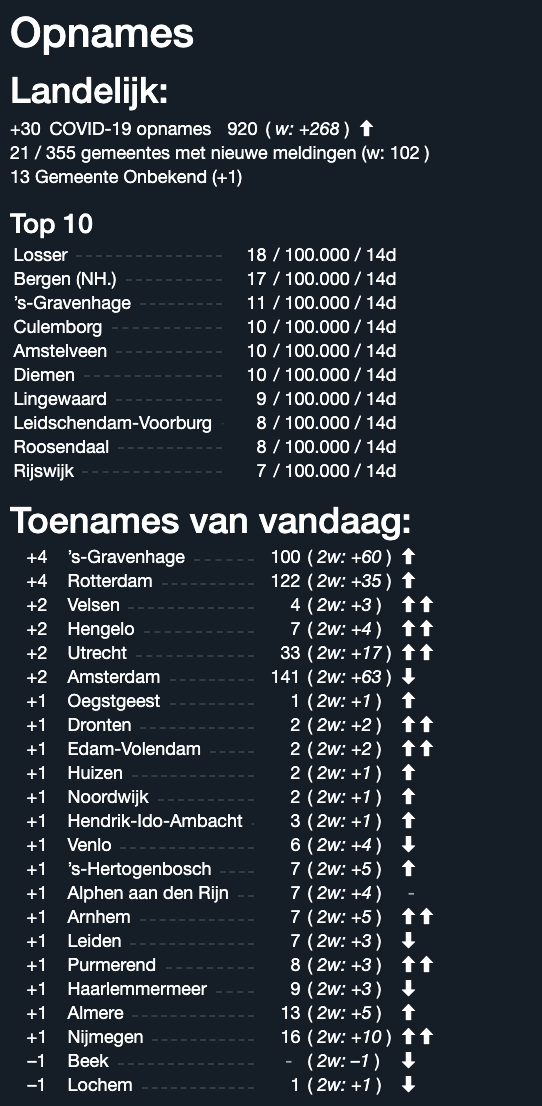 Opnames
Landelijk:
+30 COVID-19 opnames 920 ( w: +268 ) ⬆
21 / 355 gemeentes met nieuwe meldingen (w: 102 )
13 Gemeente Onbekend (+1)
Top 10
Losser 18 / 100.000 / 14d
Bergen (NH.) 17 / 100.000 / 14d
’s-Gravenhage 11 / 100.000 / 14d
Culemborg 10 / 100.000 / 14d
Amstelveen 10 / 100.000 / 14d
Diemen 10 / 100.000 / 14d
Lingewaard 9 / 100.000 / 14d
Leidschendam-Voorburg 8 / 100.000 / 14d
Roosendaal 8 / 100.000 / 14d
Rijswijk 7 / 100.000 / 14d
Toenames van vandaag:
+4 ’s-Gravenhage 100 ( 2w: +60 ) ⬆
+4 Rotterdam 122 ( 2w: +35 ) ⬆
+2 Velsen 4 ( 2w: +3 ) ⬆⬆
+2 Hengelo 7 ( 2w: +4 ) ⬆⬆
+2 Utrecht 33 ( 2w: +17 ) ⬆⬆
+2 Amsterdam 141 ( 2w: +63 ) ⬇
+1 Oegstgeest 1 ( 2w: +1 ) ⬆
+1 Dronten 2 ( 2w: +2 ) ⬆⬆
+1 Edam-Volendam 2 ( 2w: +2 ) ⬆⬆
+1 Huizen 2 ( 2w: +1 ) ⬆
+1 Noordwijk 2 ( 2w: +1 ) ⬆
+1 Hendrik-Ido-Ambacht 3 ( 2w: +1 ) ⬆
+1 Venlo 6 ( 2w: +4 ) ⬇
+1 ’s-Hertogenbosch 7 ( 2w: +5 ) ⬆
+1 Alphen aan den Rijn 7 ( 2w: +4 ) -
+1 Arnhem 7 ( 2w: +5 ) ⬆⬆
+1 Leiden 7 ( 2w: +3 ) ⬇
+1 Purmerend 8 ( 2w: +3 ) ⬆⬆
+1 Haarlemmermeer 9 ( 2w: +3 ) ⬇
+1 Almere 13 ( 2w: +5 ) ⬆
+1 Nijmegen 16 ( 2w: +10 ) ⬆⬆
–1 Beek - ( 2w: –1 ) ⬇
–1 Lochem 1 ( 2w: +1 ) ⬇